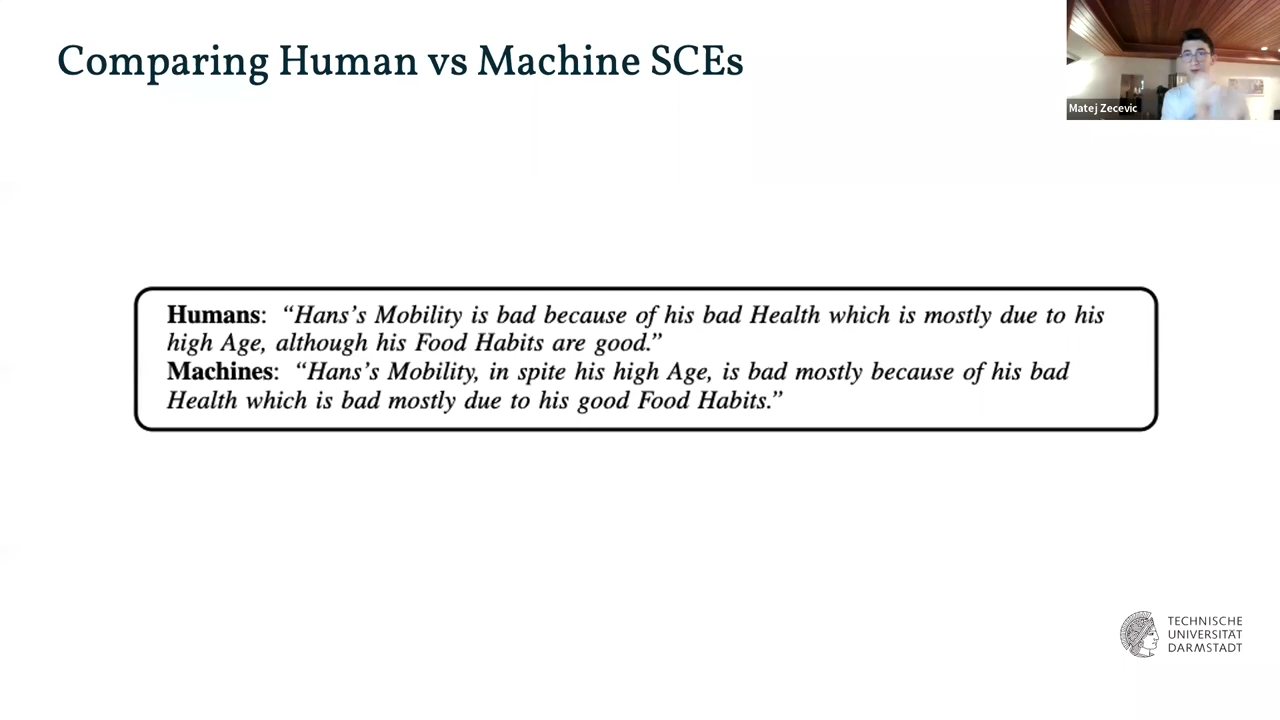 Comparing Human vs Machine SCEs
Matej Zecevic
Humans: “Hans’s Mobility is bad because of his bad Health which is mostly due to his
high Age, although his Food Habits are good.”
Machines: “Hans’s Mobility, in spite his high Age, is bad mostly because of his bad
Health which is bad mostly due to his good Food Habits.”
TECHNISCHE
UNIVERSITÄT
DARMSTADT